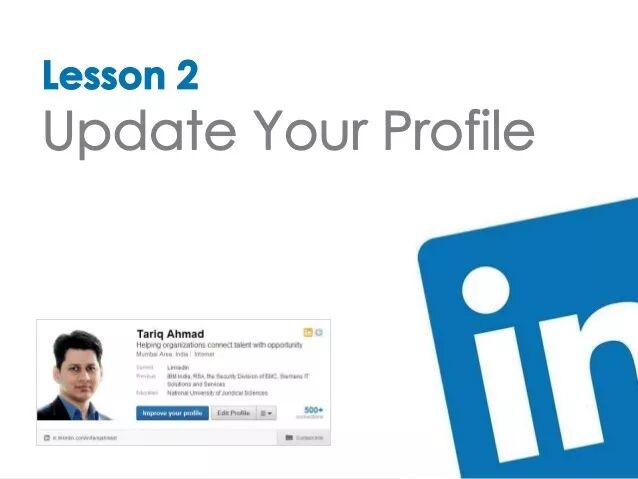 Lesson 2
Update Your Profile
in
Tariq Ahmad
Helping organizations connect talent with opportunity
Mumbai Area, India | Internet
Current LinkedIn
Previous IBM India, RSA, the Security Division of EMC, Siemens IT
Solutions and Services
Education National University of Juridical Sciences
Improve your profile Edit Profile 500+
connections
Contact Info